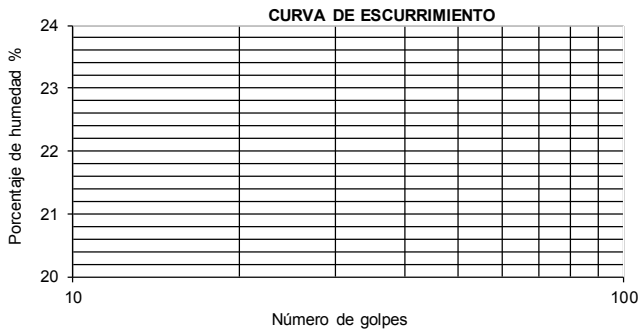 CURVA DE ESCURRIMIENTO
Porcentaje de humedad %
24
23
22
21
20
10
100
Número de golpes